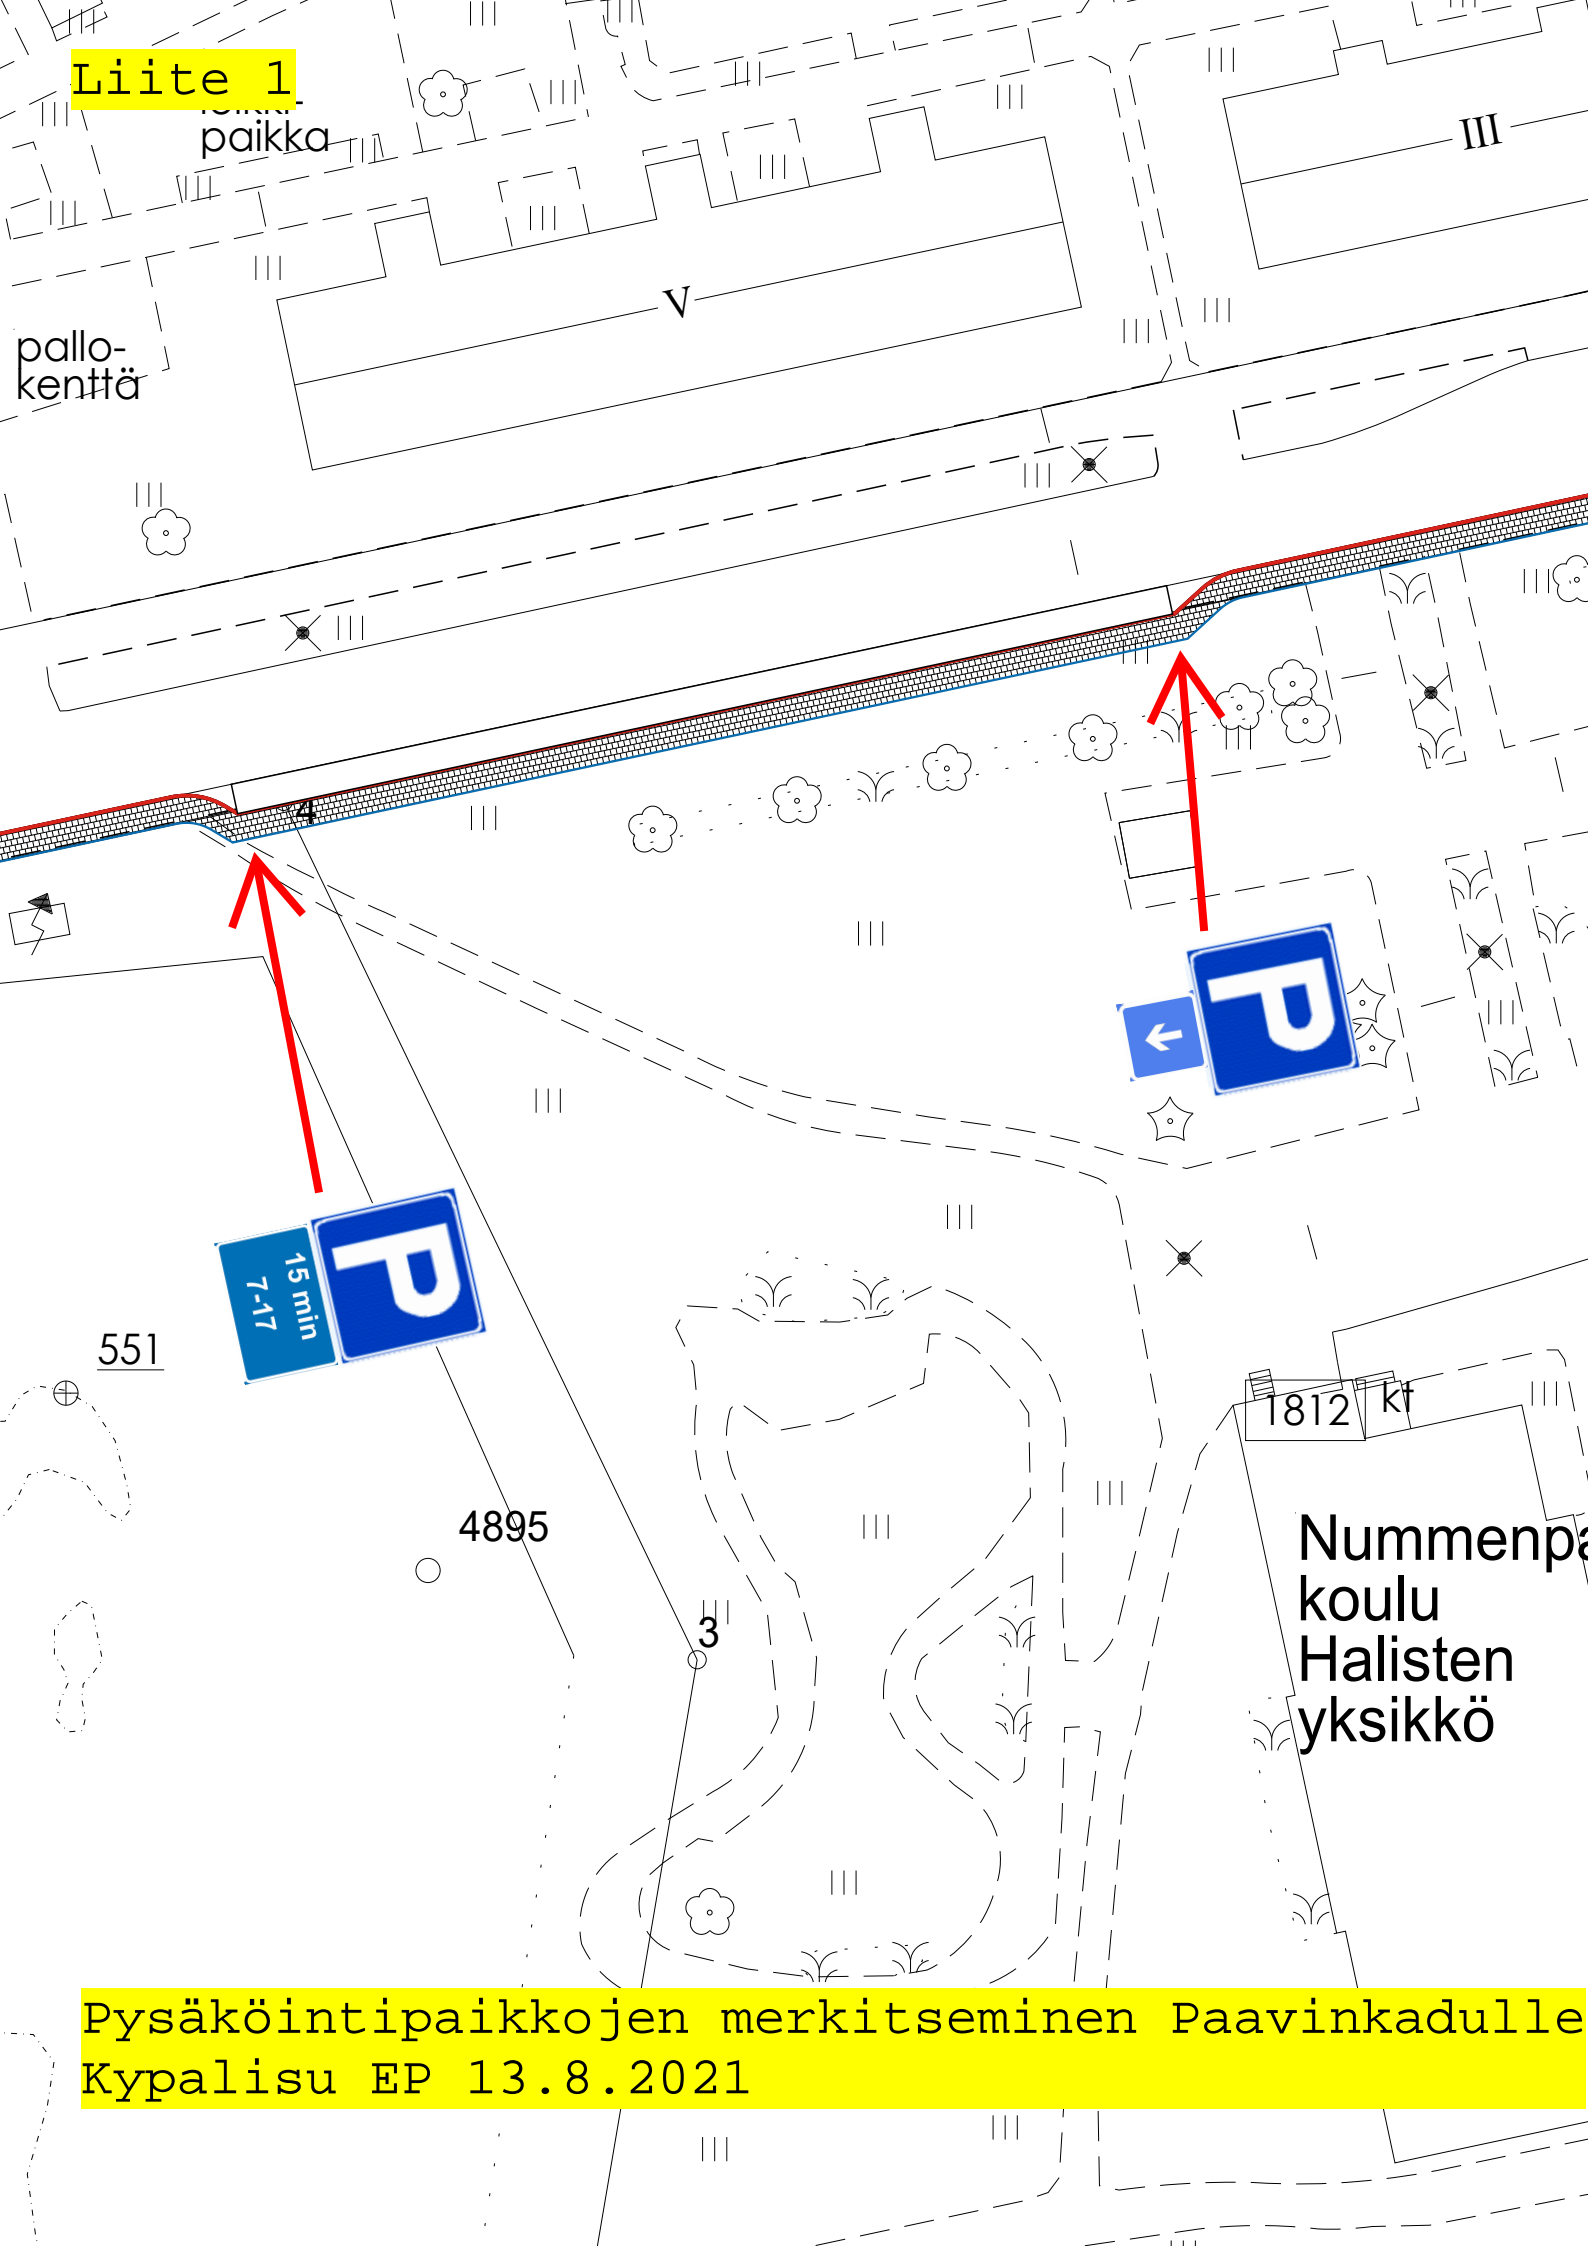 Liite 1
paikka
III
V
pallo-
kenttä
4
P
P
15 min
7-17
551
1812
kt
4895
koulu
Halisten
yksikkö
3
Pysäköintipaikkojen merkitseminen Paavinkadulle
Kypalisu EP 13.8.2021